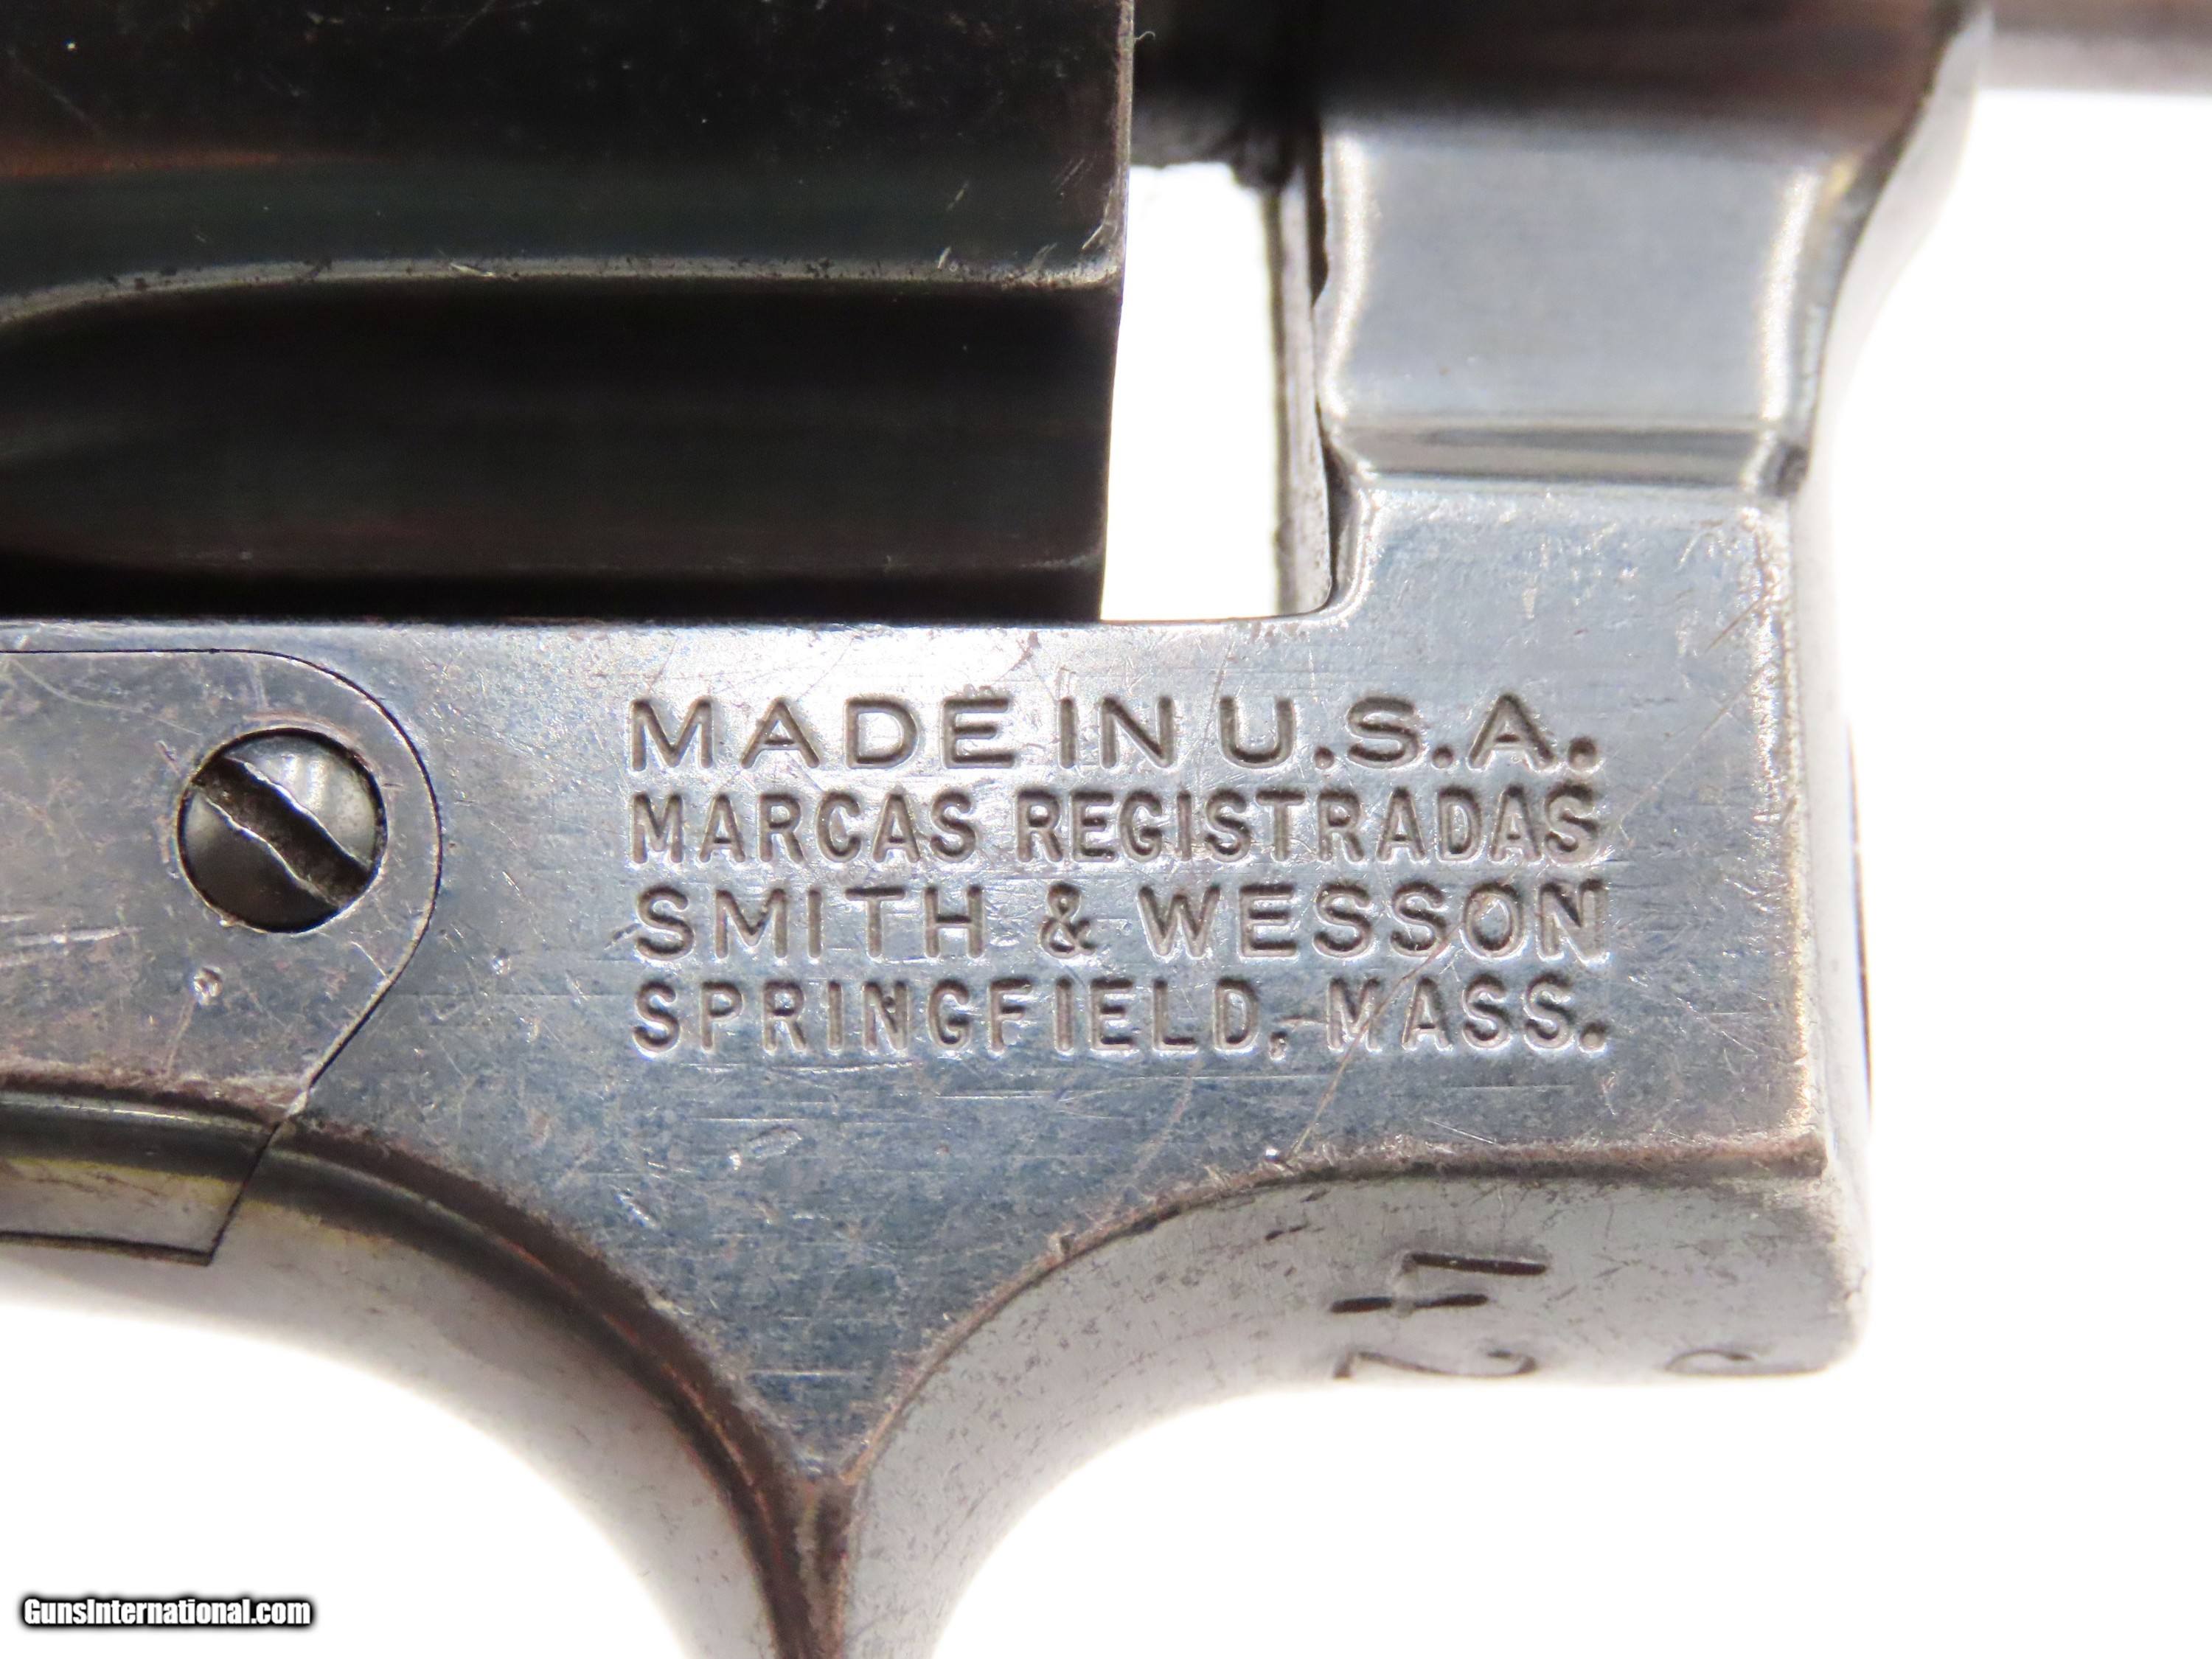 MADE IN U.S.A.
MARCAS REGISTRADAS
SMITH & WESSON
SPRINGFIELD, MASS.
GunsInternational.com